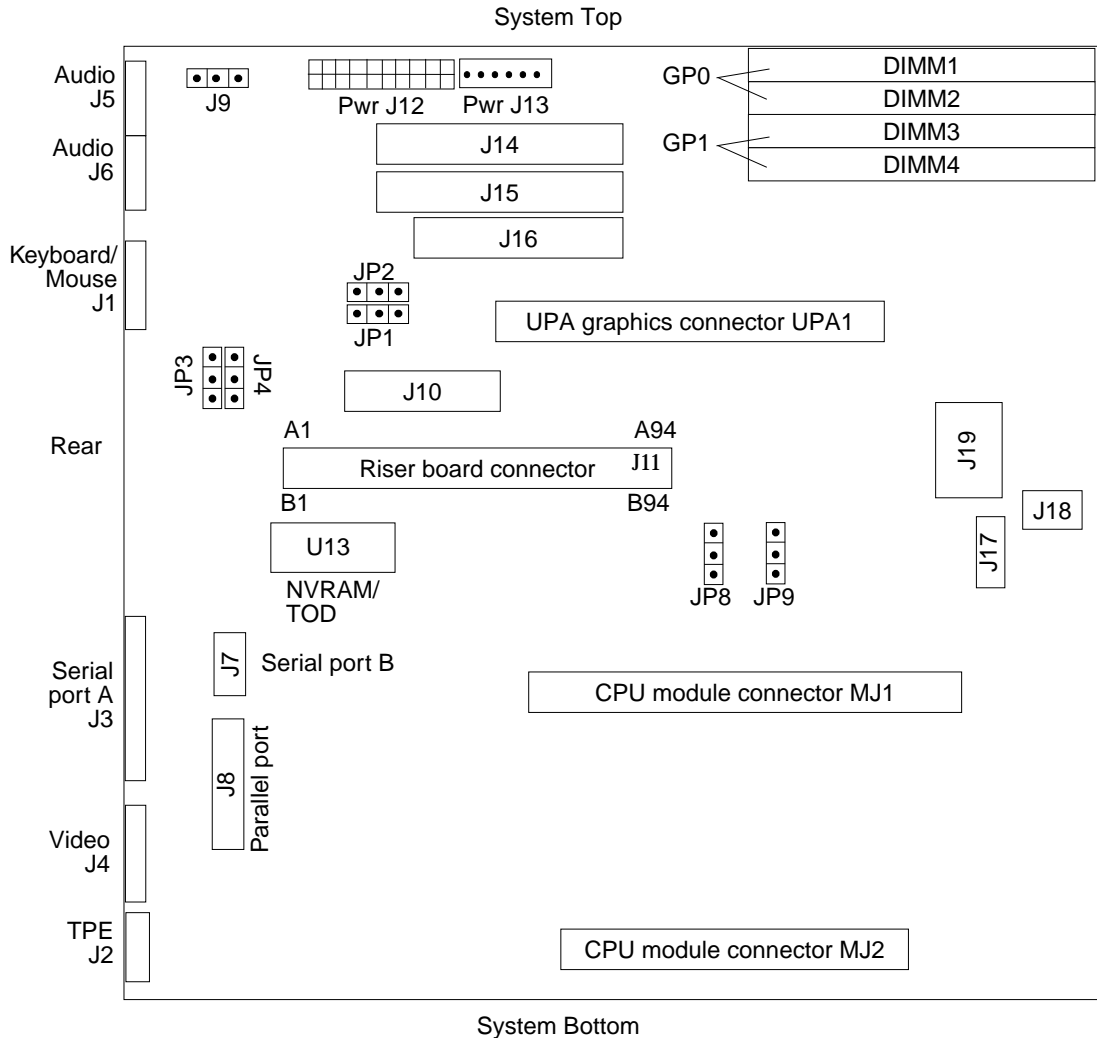 System Top
Audio
J5
J9
Pwr J12
Pwr J13
GP0
DIMM1
DIMM2
GP1
DIMM3
DIMM4
Audio
J6
J14
J15
J16
Keyboard/
Mouse
J1
JP2
JP1
UPA graphics connector UPA1
JP3
JP4
J10
Rear
A1
A94
Riser board connector
J11
B1
B94
J19
J18
J17
U13
NVRAM/
TOD
JP8
JP9
Serial
port A
J3
J7
Serial port B
CPU module connector MJ1
J8
Parallel port
Video
J4
TPE
J2
CPU module connector MJ2
System Bottom